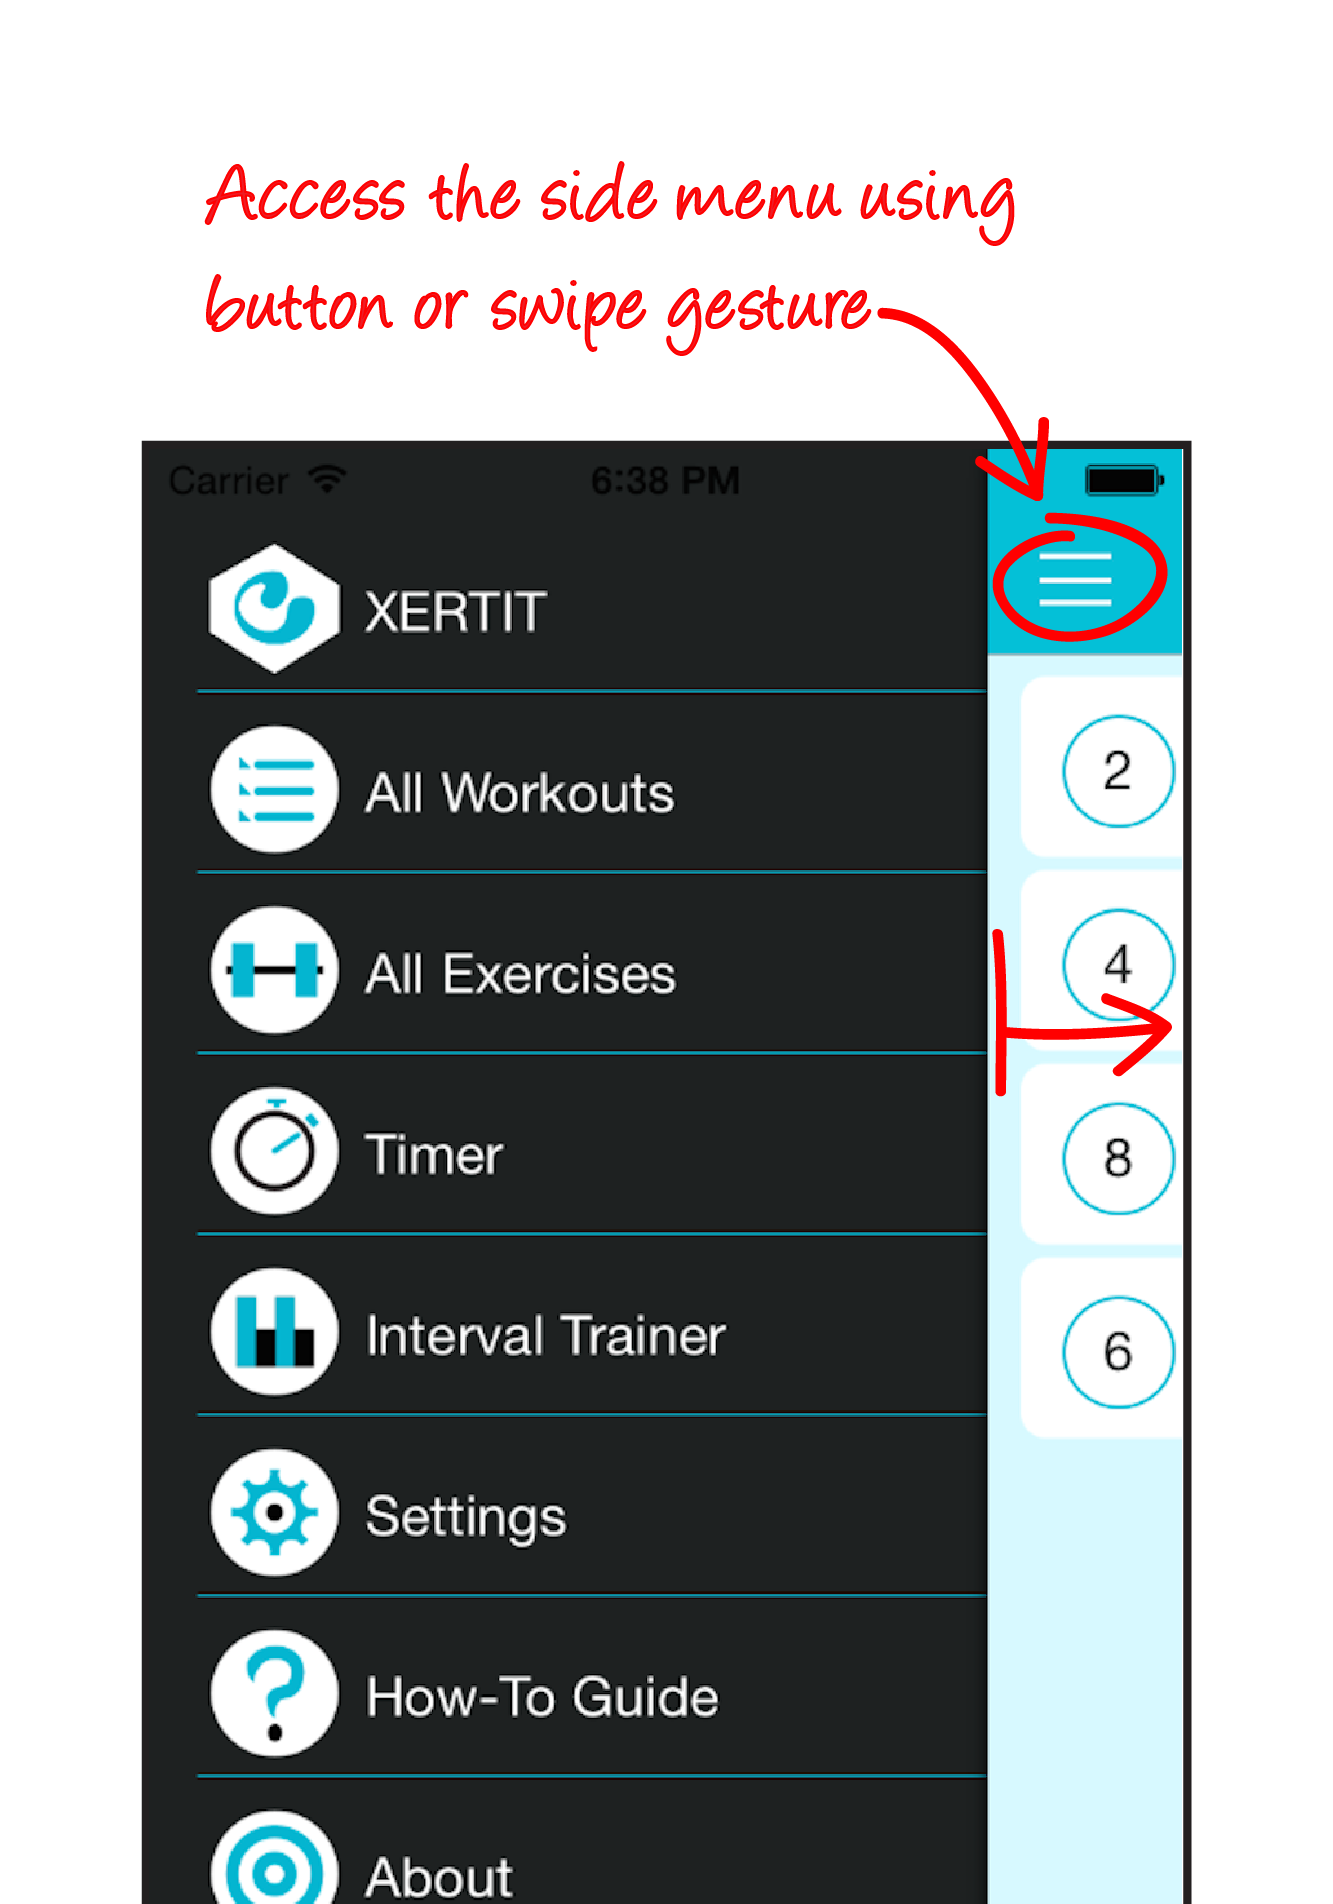 Access the side menu using
button or swipe gesture
Carrier 6:38 PM
XERTIT
All Workouts
2
All Exercises
4
Timer
8
Interval Trainer
6
Settings
How-To Guide
About